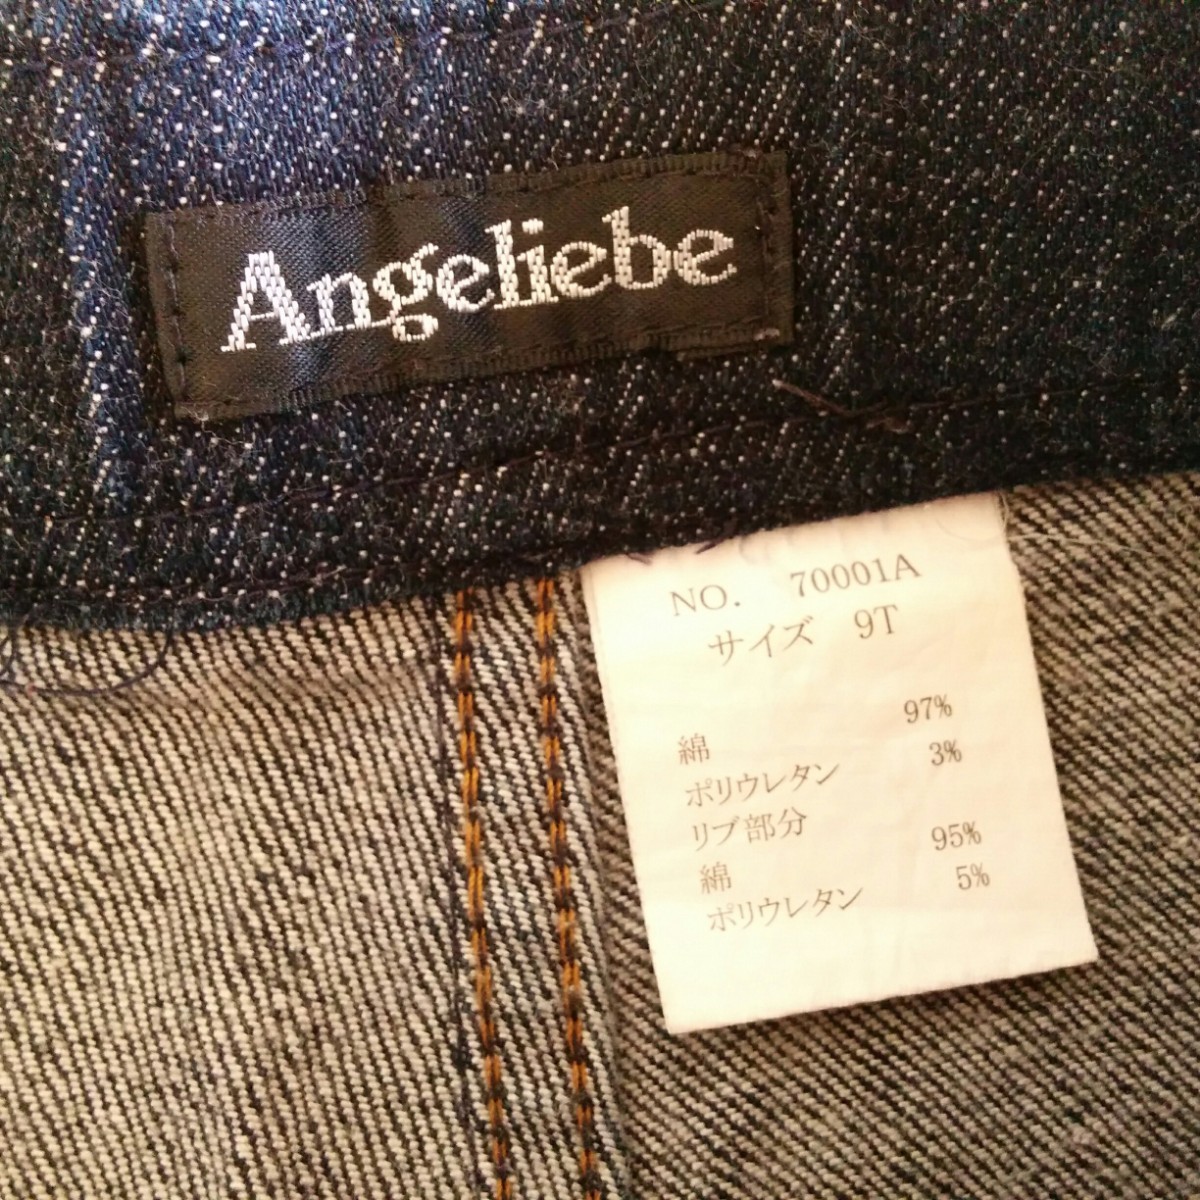 Angeliebe
NO. 70001A
サイズ 9T
綿 97%
ポリウレタン 3%
リブ部分
綿 95%
ポリウレタン 5%